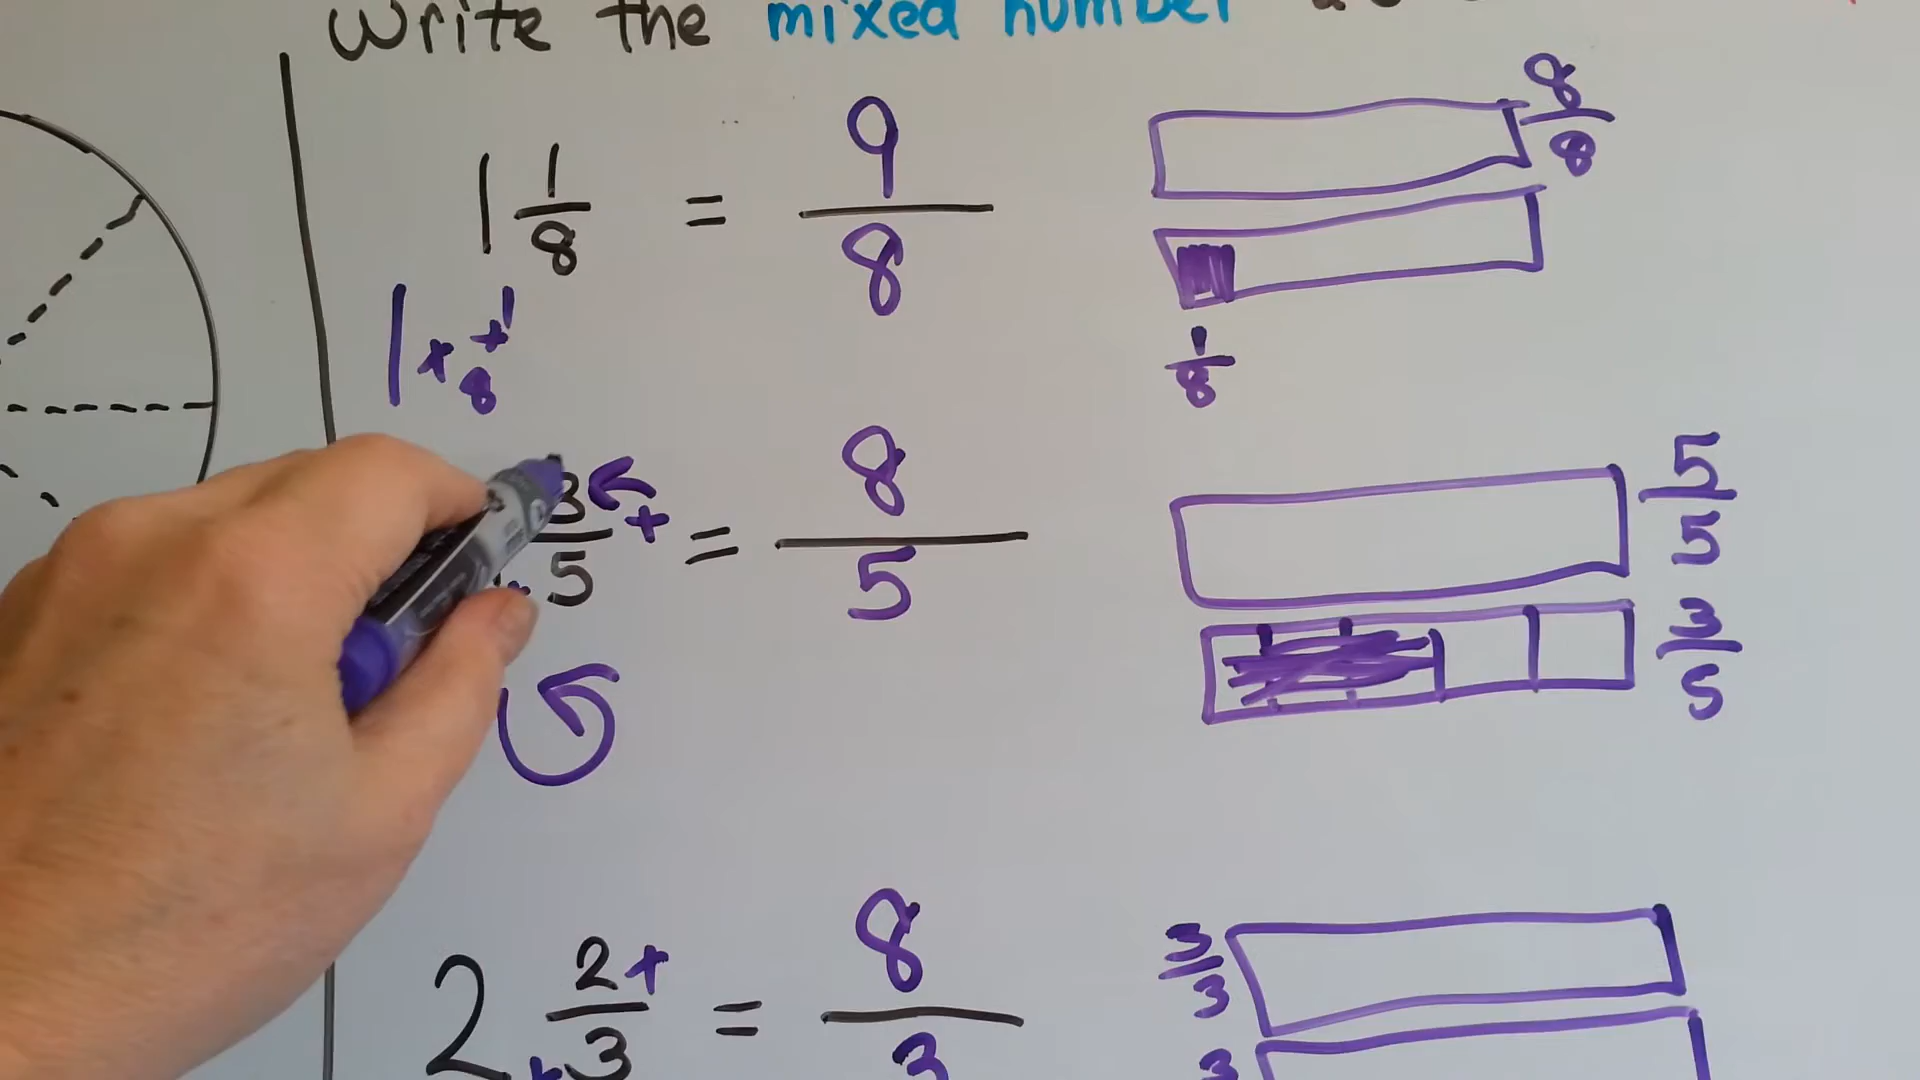 Write the mixed number
1 1/8 = 9/8
8/8
1 x 8 + 1
1/8
3/5 + = 8/5
5/5
3/5
2 2/3 + = 8/3
3/3
3